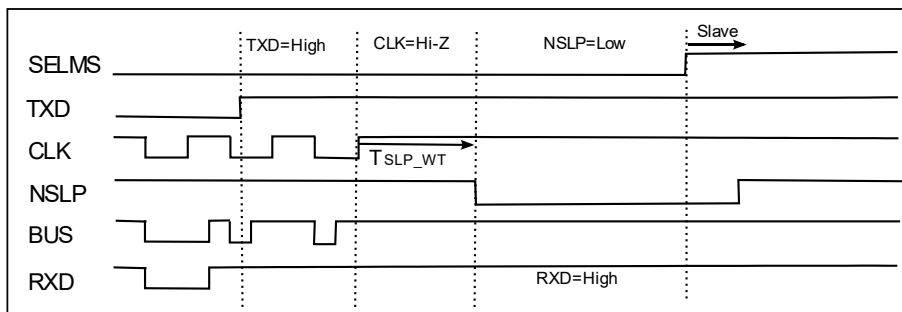 Slave
TXD=High CLK=Hi-Z NSLP=Low
SELMS
TXD
CLK
TSLP_WT
NSLP
BUS
RXD
RXD=High